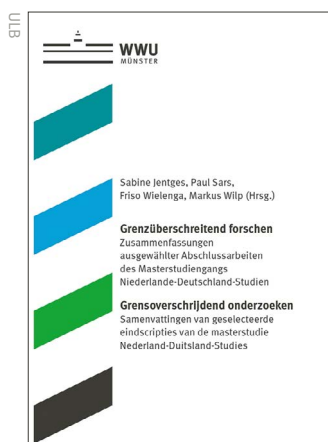 ULB
WWU
MÜNSTER
Sabine Jentges, Paul Sars,
Friso Wielenga, Markus Wilp (Hrsg.)
Grenzüberschreitend forschen
Zusammenfassungen
ausgewählter Abschlussarbeiten
des Masterstudiengangs
Niederlande-Deutschland-Studien
Grensoverschrijdend onderzoeken
Samenvattingen van geselecteerde
eindscripties van de masterstudie
Nederland-Duitsland-Studies